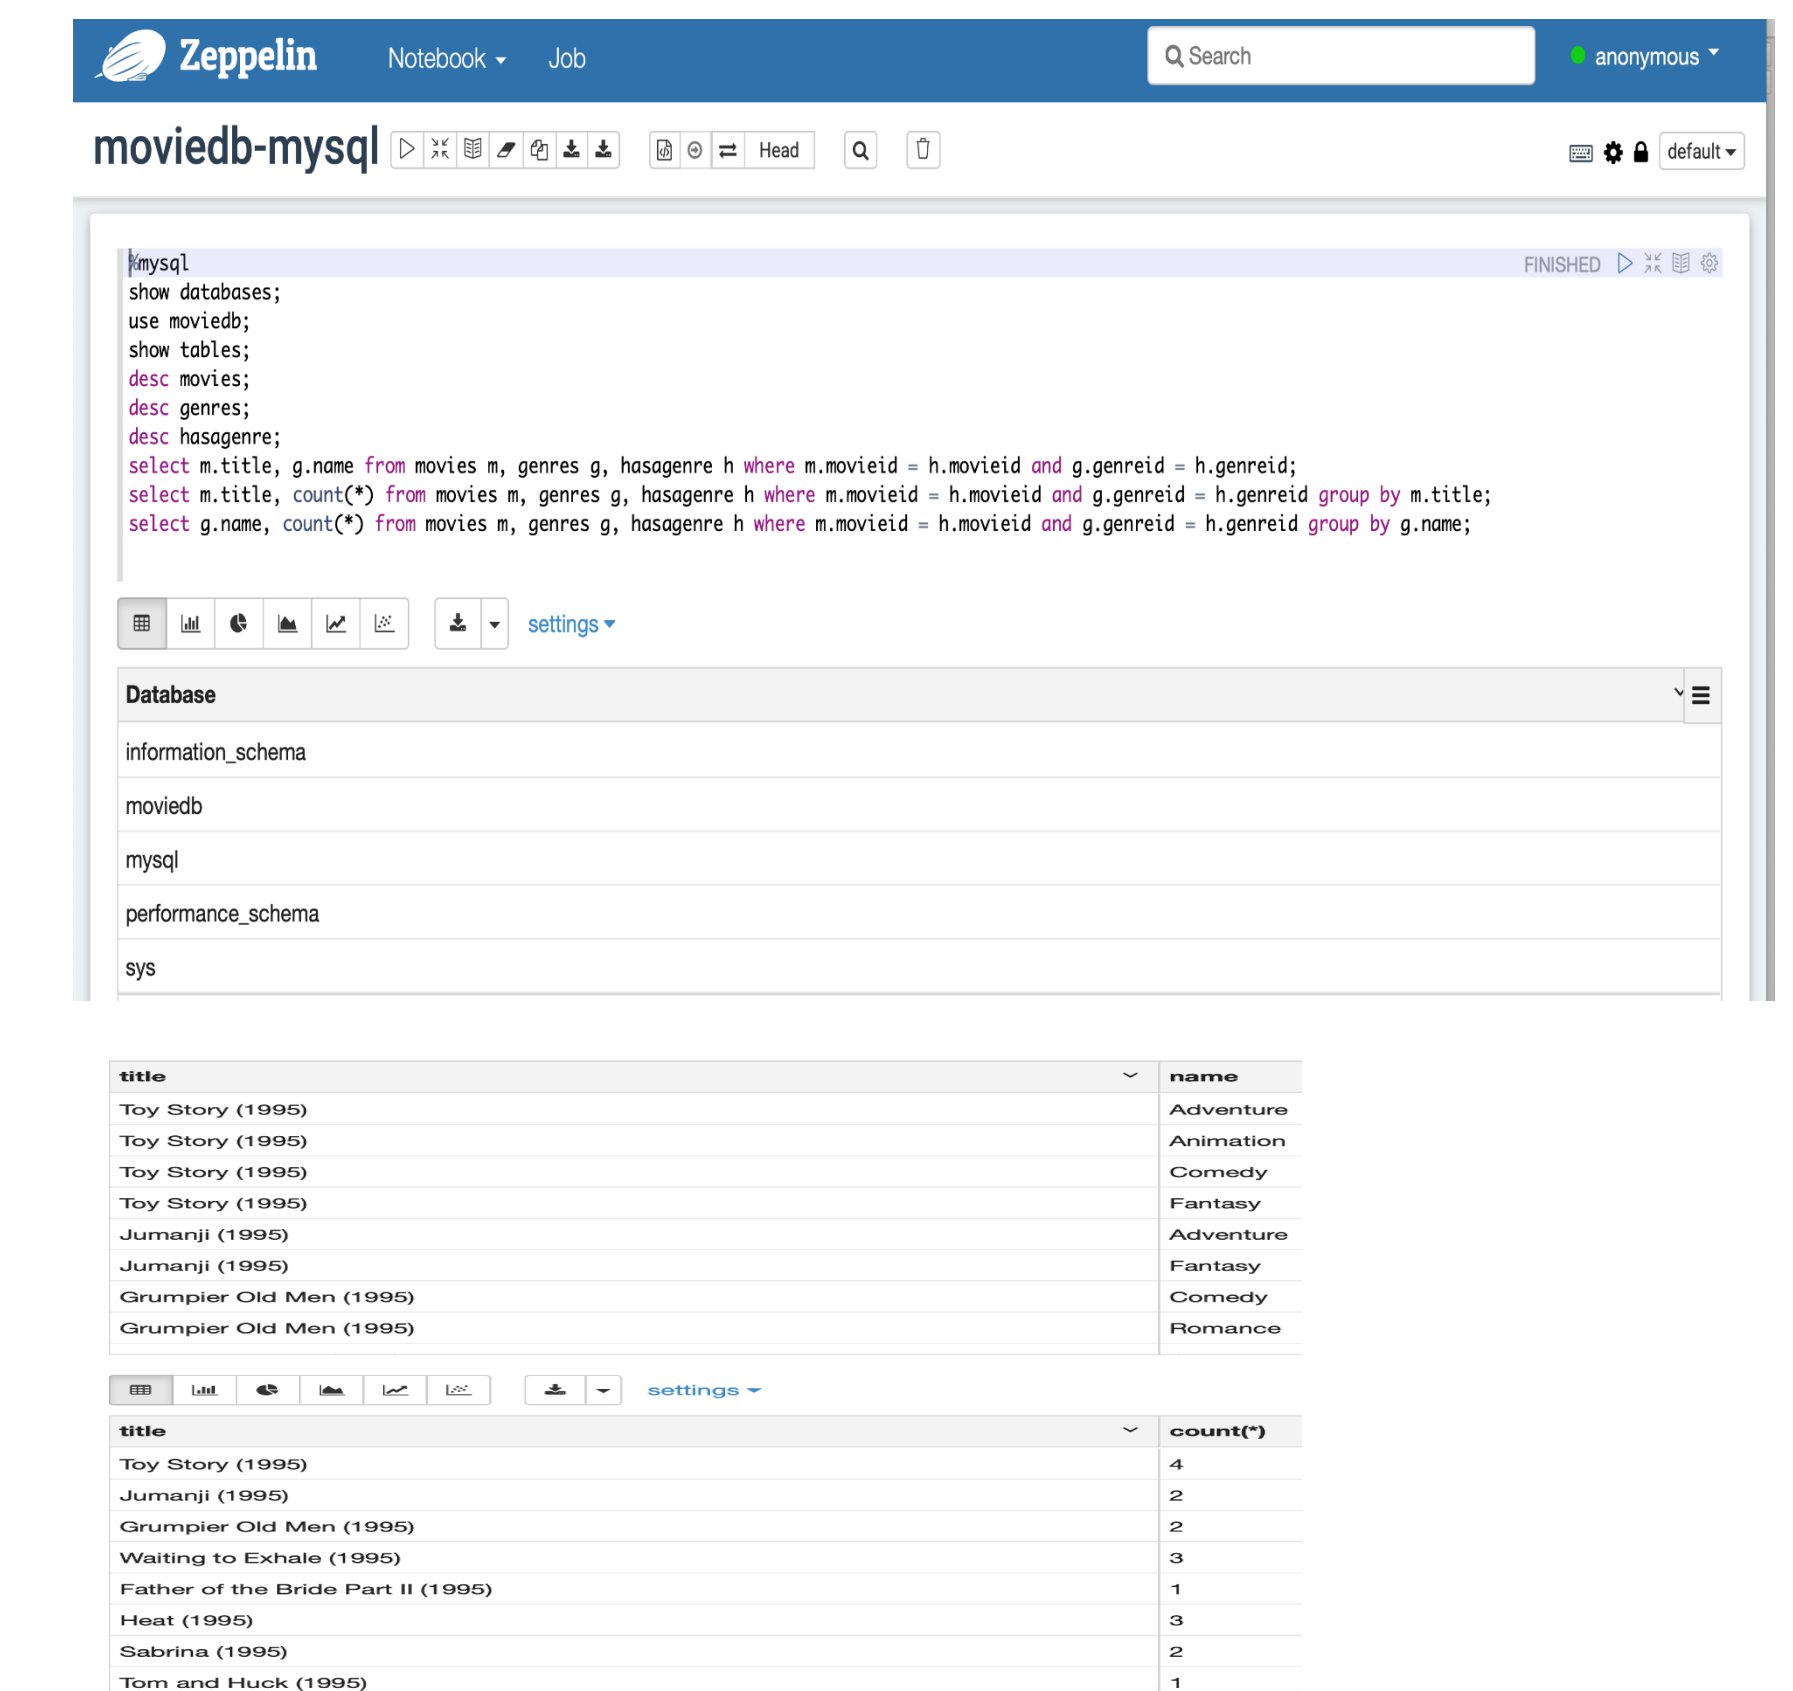 Zeppelin Notebook Job Search anonymous
moviedb-mysql Head default
%mysql FINISHED
show databases;
use moviedb;
show tables;
desc movies;
desc genres;
desc hasagenre;
select m.title, g.name from movies m, genres g, hasagenre h where m.movieid = h.movieid and g.genreid = h.genreid;
select m.title, count(*) from movies m, genres g, hasagenre h where m.movieid = h.movieid and g.genreid = h.genreid group by m.title;
select g.name, count(*) from movies m, genres g, hasagenre h where m.movieid = h.movieid and g.genreid = h.genreid group by g.name;
settings
Database
information_schema
moviedb
mysql
performance_schema
sys
title name
Toy Story (1995) Adventure
Toy Story (1995) Animation
Toy Story (1995) Comedy
Toy Story (1995) Fantasy
Jumanji (1995) Adventure
Jumanji (1995) Fantasy
Grumpier Old Men (1995) Comedy
Grumpier Old Men (1995) Romance
settings
title count(*)
Toy Story (1995) 4
Jumanji (1995) 2
Grumpier Old Men (1995) 2
Waiting to Exhale (1995) 3
Father of the Bride Part II (1995) 1
Heat (1995) 3
Sabrina (1995) 2
Tom and Huck (1995) 1